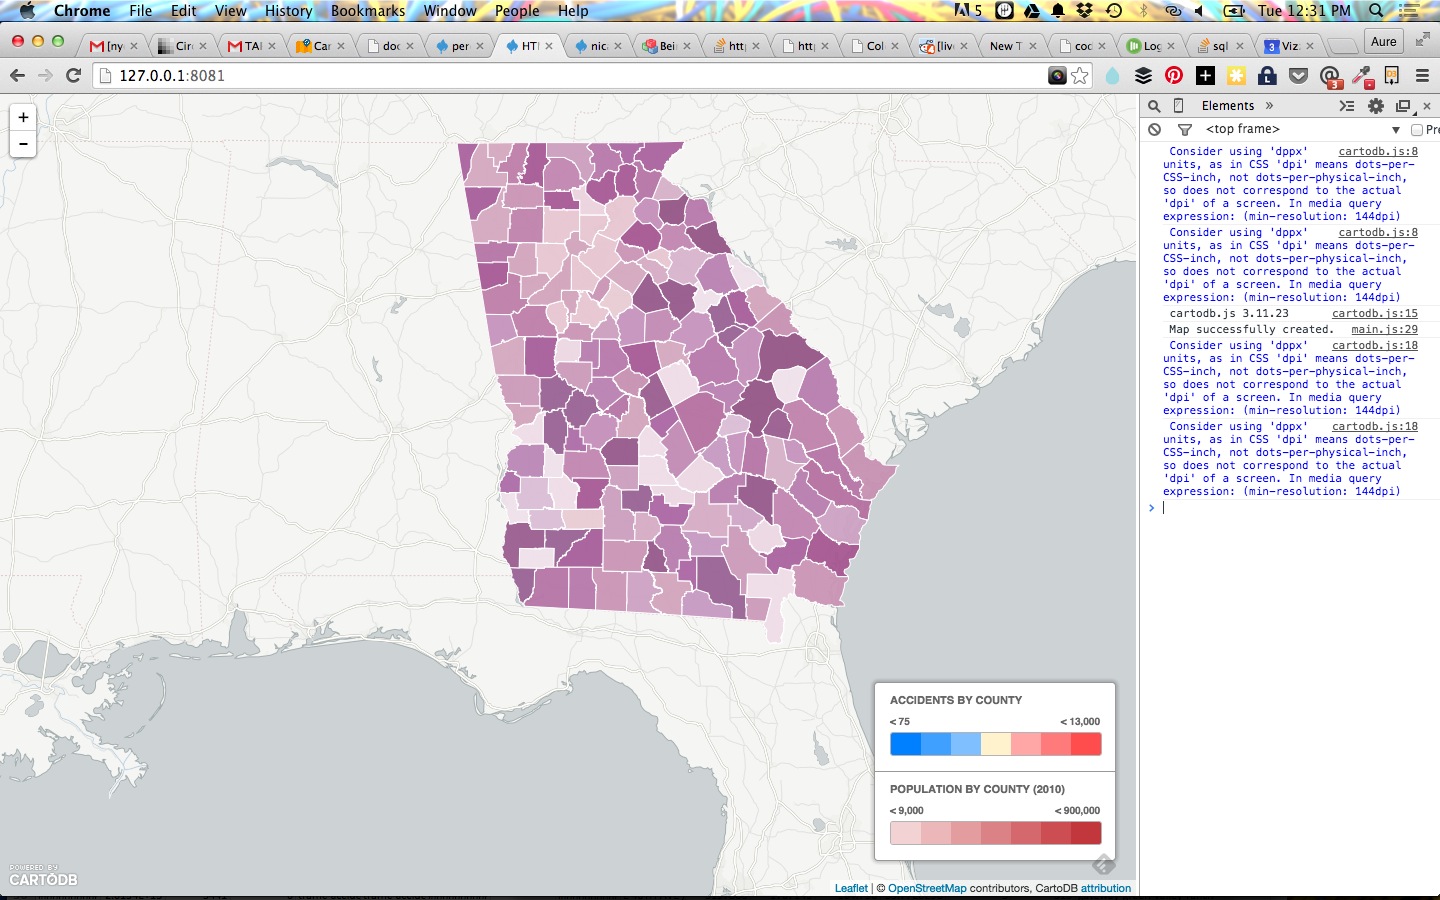 Chrome File Edit View History Bookmarks Window People Help
5 Tue 12:31 PM
[ny Circ TAI Car doc per HTI nic Bei htt htt Col [liv New T coc Log sql Viz Aure
127.0.0.1:8081
+
−
Elements »
<top frame> Pre
Consider using 'dppx' cartodb.js:8
units, as in CSS 'dpi' means dots-per-
CSS-inch, not dots-per-physical-inch,
so does not correspond to the actual
'dpi' of a screen. In media query
expression: (min-resolution: 144dpi)
Consider using 'dppx' cartodb.js:8
units, as in CSS 'dpi' means dots-per-
CSS-inch, not dots-per-physical-inch,
so does not correspond to the actual
'dpi' of a screen. In media query
expression: (min-resolution: 144dpi)
cartodb.js 3.11.23 cartodb.js:15
Map successfully created. main.js:29
Consider using 'dppx' cartodb.js:18
units, as in CSS 'dpi' means dots-per-
CSS-inch, not dots-per-physical-inch,
so does not correspond to the actual
'dpi' of a screen. In media query
expression: (min-resolution: 144dpi)
Consider using 'dppx' cartodb.js:18
units, as in CSS 'dpi' means dots-per-
CSS-inch, not dots-per-physical-inch,
so does not correspond to the actual
'dpi' of a screen. In media query
expression: (min-resolution: 144dpi)
ACCIDENTS BY COUNTY
< 75 < 13,000
POPULATION BY COUNTY (2010)
< 9,000 < 900,000
POWERED BY
CARTODB
Leaflet | © OpenStreetMap contributors, CartoDB attribution